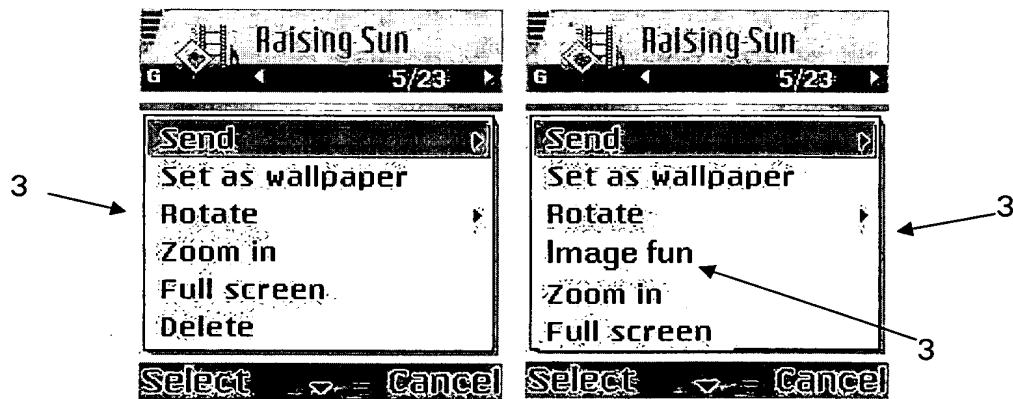 Raising Sun
G 5/23
Send
Set as wallpaper
Rotate
Zoom in
Full screen
Delete
Select Cancel
3
Raising Sun
G 5/23
Send
Set as wallpaper
Rotate
Image fun
Zoom in
Full screen
Select Cancel
3
3